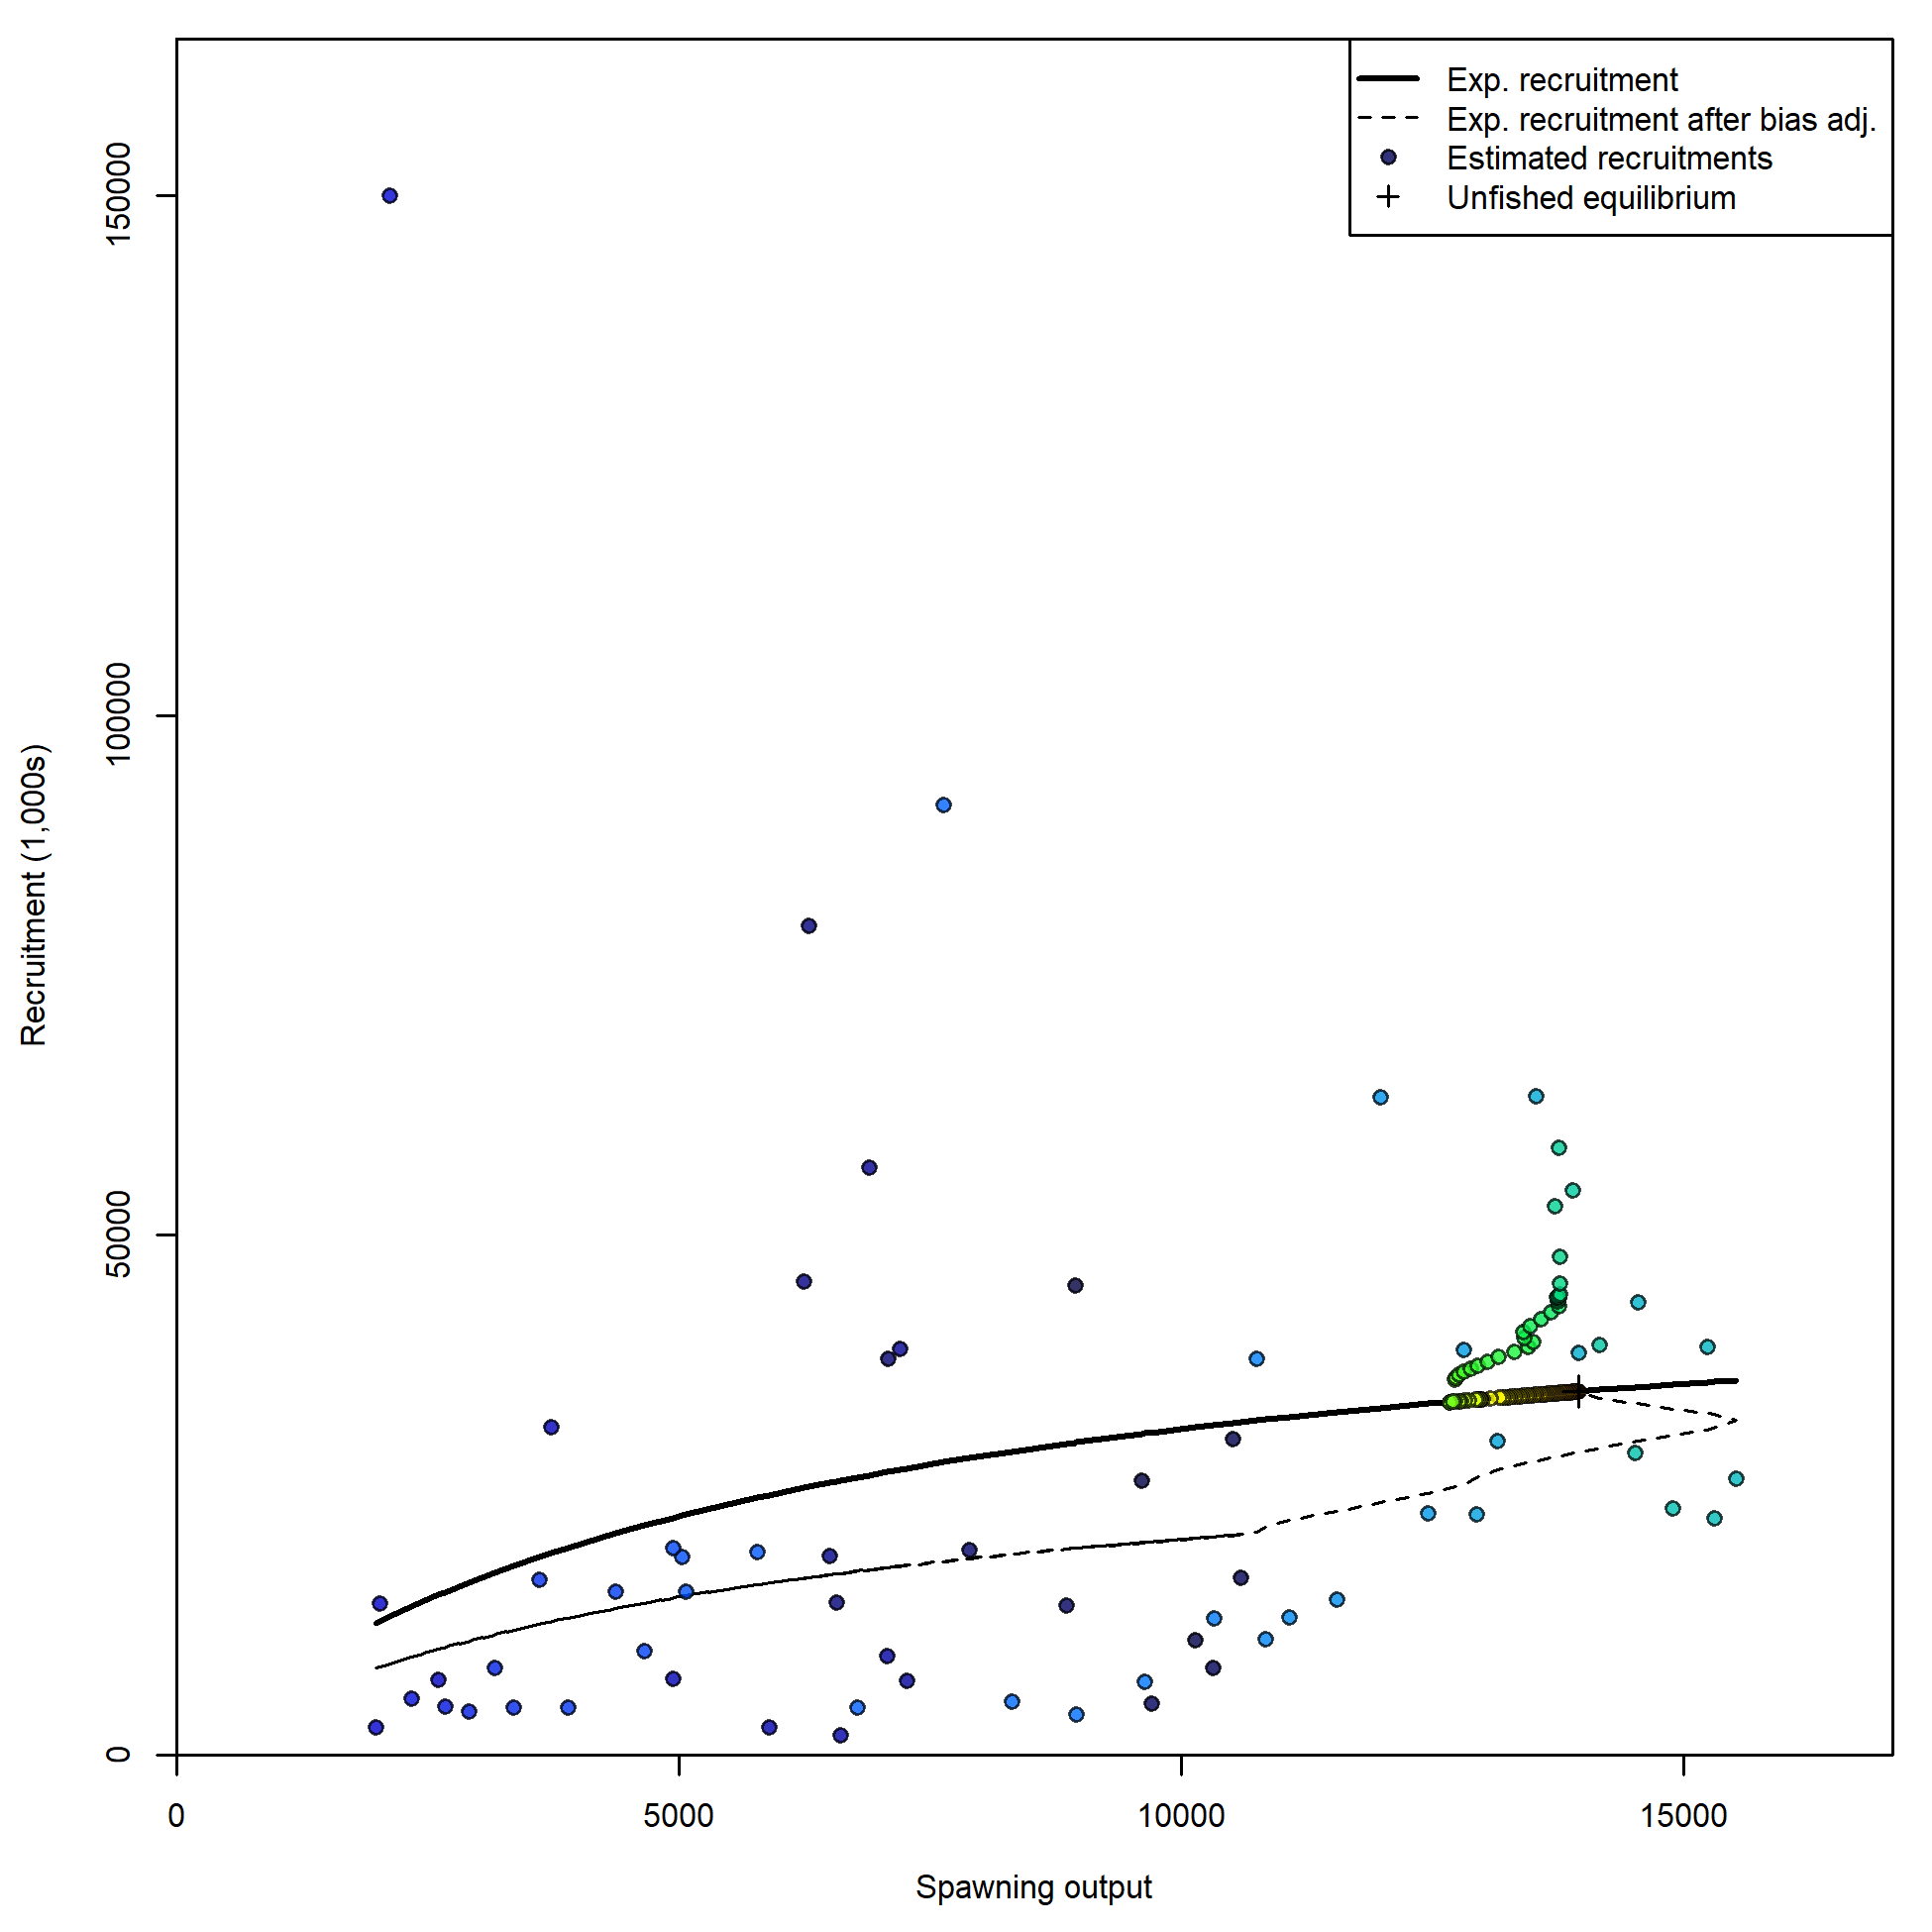 Exp. recruitment
Exp. recruitment after bias adj.
Estimated recruitments
Unfished equilibrium
150000
100000
50000
0
Recruitment (1,000s)
0 5000 10000 15000
Spawning output